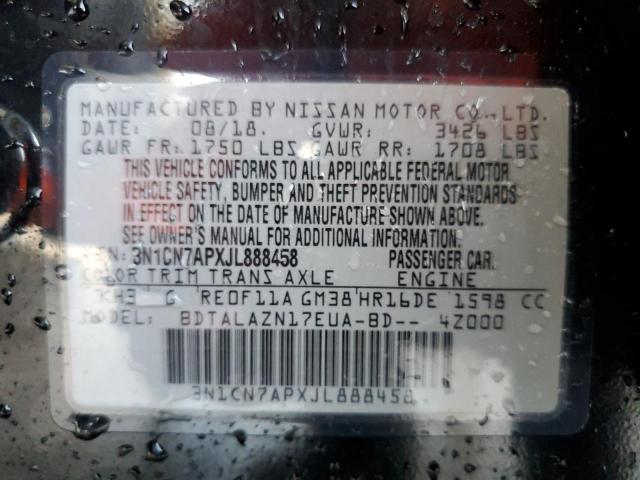 MANUFACTURED BY NISSAN MOTOR CO.,LTD.
DATE: 08/18. GVWR: 3426 LBS
GAWR FR: 1750 LBS GAWR RR: 1708 LBS
THIS VEHICLE CONFORMS TO ALL APPLICABLE FEDERAL MOTOR
VEHICLE SAFETY, BUMPER AND THEFT PREVENTION STANDARDS
IN EFFECT ON THE DATE OF MANUFACTURE SHOWN ABOVE.
SEE OWNER'S MANUAL FOR ADDITIONAL INFORMATION.
3N1CN7APXJL888458 PASSENGER CAR.
COLOR TRIM TRANS AXLE ENGINE
KH3 G RE0F11A GM38 HR16DE 1598 CC
MODEL: BDTALAZN17EUA-BD-- 4Z000
3N1CN7APXJL888458